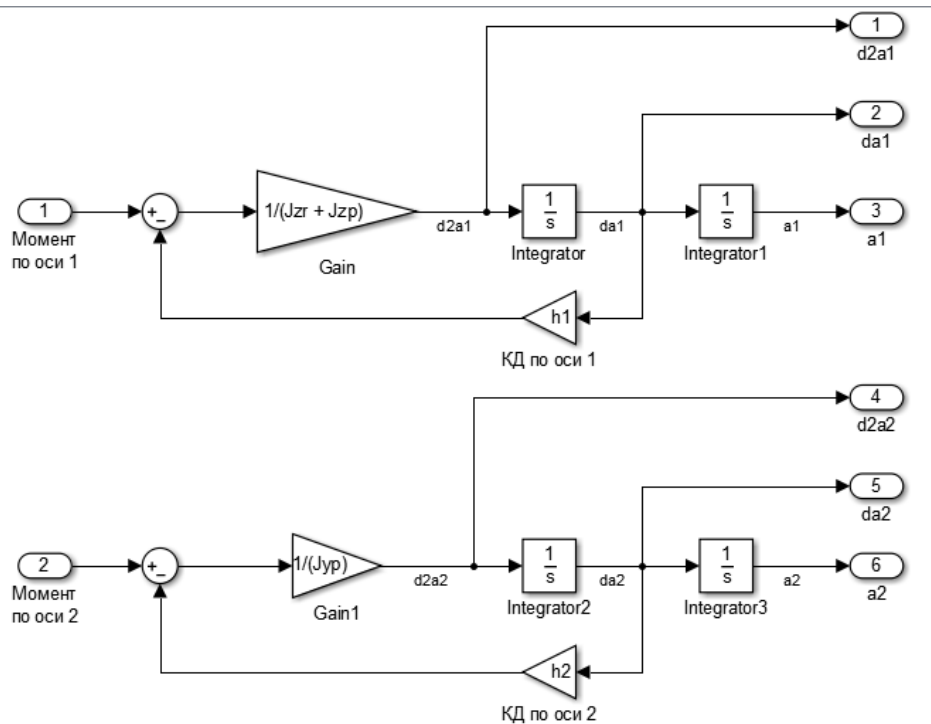 1
d2a1
2
da1
1
+
−
1/(Jzr + Jzp)
d2a1
1
s
da1
1
s
a1
3
a1
Момент
по оси 1
Gain
Integrator
Integrator1
h1
КД по оси 1
4
d2a2
5
da2
2
+
−
1/(Jyp)
d2a2
1
s
da2
1
s
a2
6
a2
Момент
по оси 2
Gain1
Integrator2
Integrator3
h2
КД по оси 2